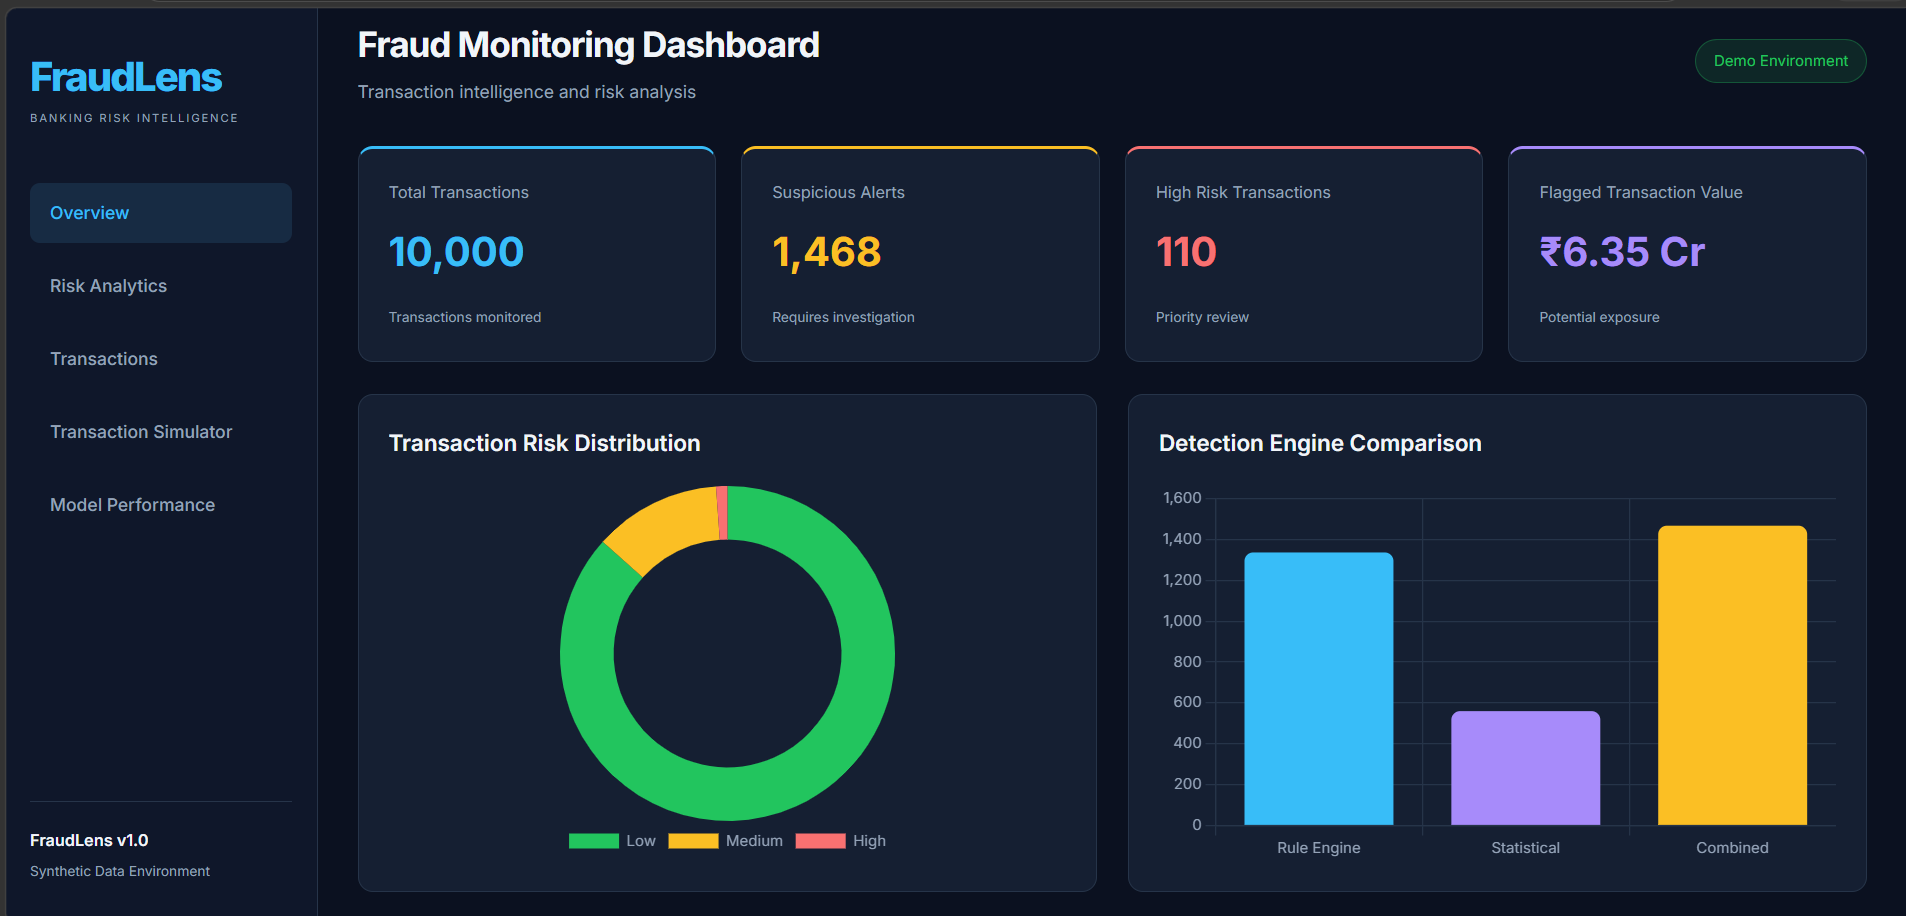 FraudLens
BANKING RISK INTELLIGENCE
Overview
Risk Analytics
Transactions
Transaction Simulator
Model Performance
FraudLens v1.0
Synthetic Data Environment
Fraud Monitoring Dashboard
Transaction intelligence and risk analysis
Demo Environment
Total Transactions
10,000
Transactions monitored
Suspicious Alerts
1,468
Requires investigation
High Risk Transactions
110
Priority review
Flagged Transaction Value
₹6.35 Cr
Potential exposure
Transaction Risk Distribution
Low Medium High
Detection Engine Comparison
1,600
1,400
1,200
1,000
800
600
400
200
0
Rule Engine Statistical Combined